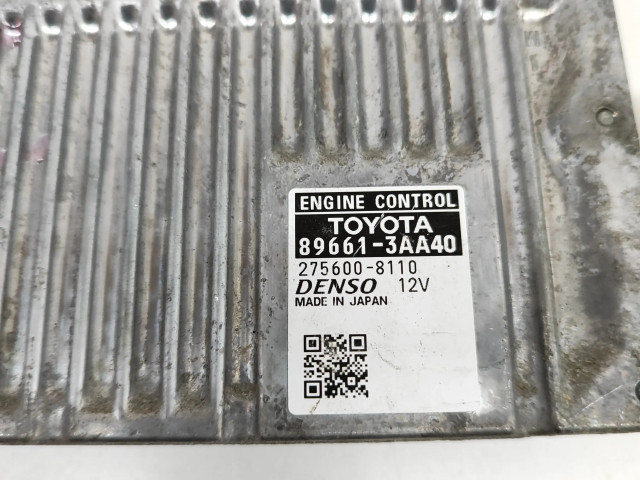 ENGINE CONTROL
TOYOTA
89661-3AA40
275600-8110
DENSO 12V
MADE IN JAPAN